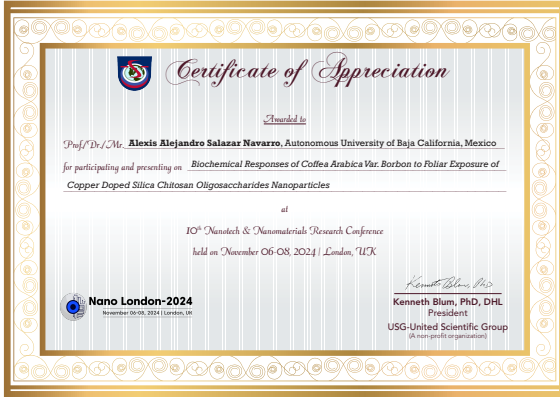 Certificate of Appreciation
Awarded to
Prof/Dr./Mr. Alexis Alejandro Salazar Navarro, Autonomous University of Baja California, Mexico
for participating and presenting on Biochemical Responses of Coffea Arabica Var. Borbon to Foliar Exposure of
Copper Doped Silica Chitosan Oligosaccharides Nanoparticles
at
10th Nanotech & Nanomaterials Research Conference
held on November 06-08, 2024 | London, UK
Kenneth Blum, PhD
Nano London-2024
November 06-08, 2024 | London, UK
Kenneth Blum, PhD, DHL
President
USG-United Scientific Group
(A non-profit organization)